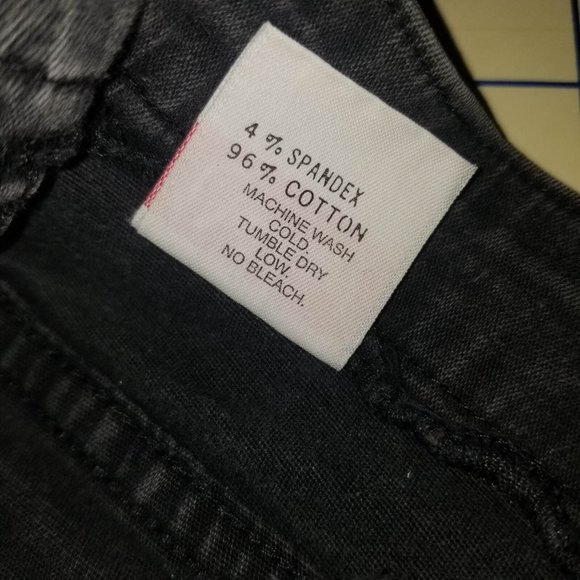 4 % SPANDEX
96% COTTON
MACHINE WASH
COLD.
TUMBLE DRY
LOW.
NO BLEACH.